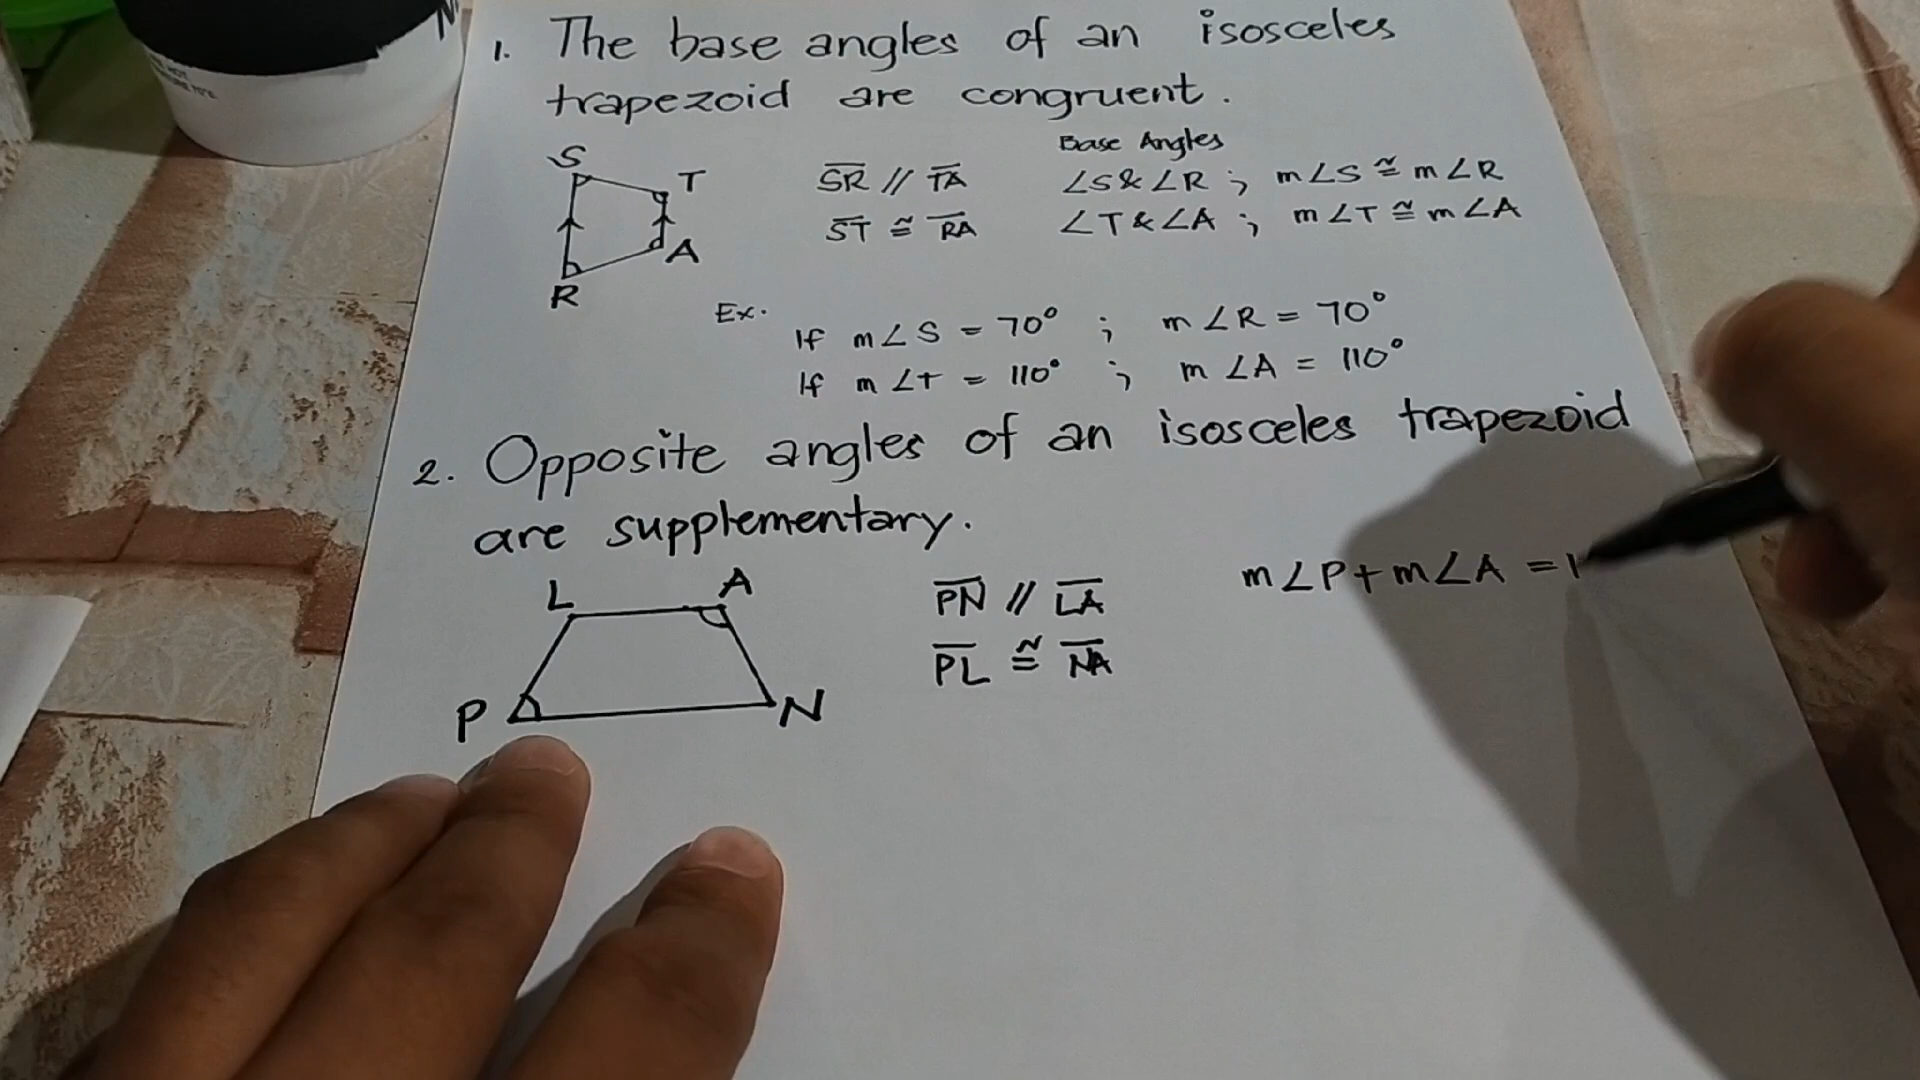 1. The base angles of an isosceles
trapezoid are congruent.
Base Angles
S
T
A
R
SR // TA
∠S & ∠R ; m∠S ≅ m∠R
ST ≅ RA
∠T & ∠A ; m∠T ≅ m∠A
Ex.
If m∠S = 70° ; m∠R = 70°
If m∠T = 110° ; m∠A = 110°
2. Opposite angles of an isosceles trapezoid
are supplementary.
L
A
P
N
PN // LA
m∠P + m∠A = 1
PL ≅ NA